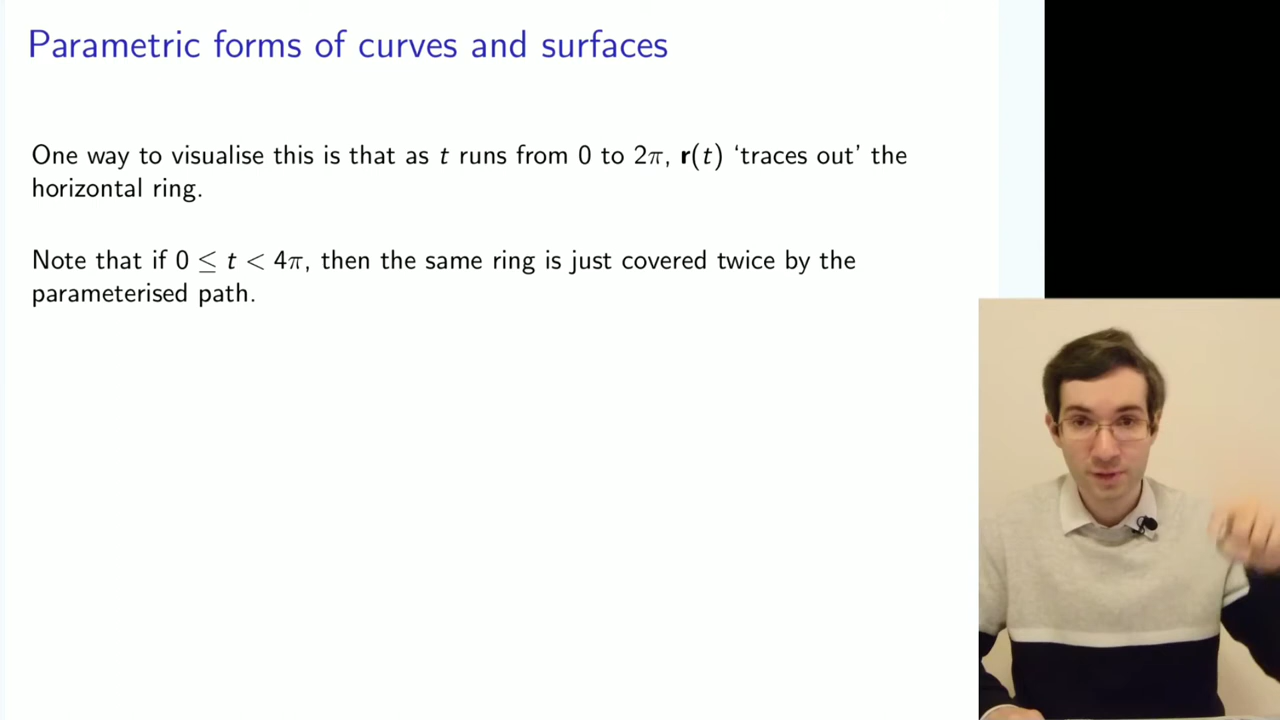 Parametric forms of curves and surfaces
One way to visualise this is that as t runs from 0 to 2π, r(t) ‘traces out’ the
horizontal ring.
Note that if 0 ≤ t < 4π, then the same ring is just covered twice by the
parameterised path.